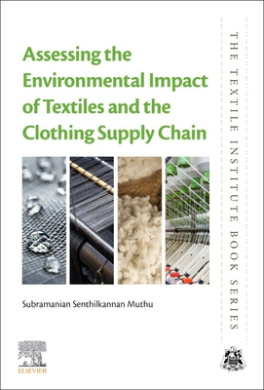 Assessing the
Environmental Impact
of Textiles and the
Clothing Supply Chain
Subramanian Senthilkannan Muthu
ELSEVIER
THE TEXTILE INSTITUTE BOOK SERIES